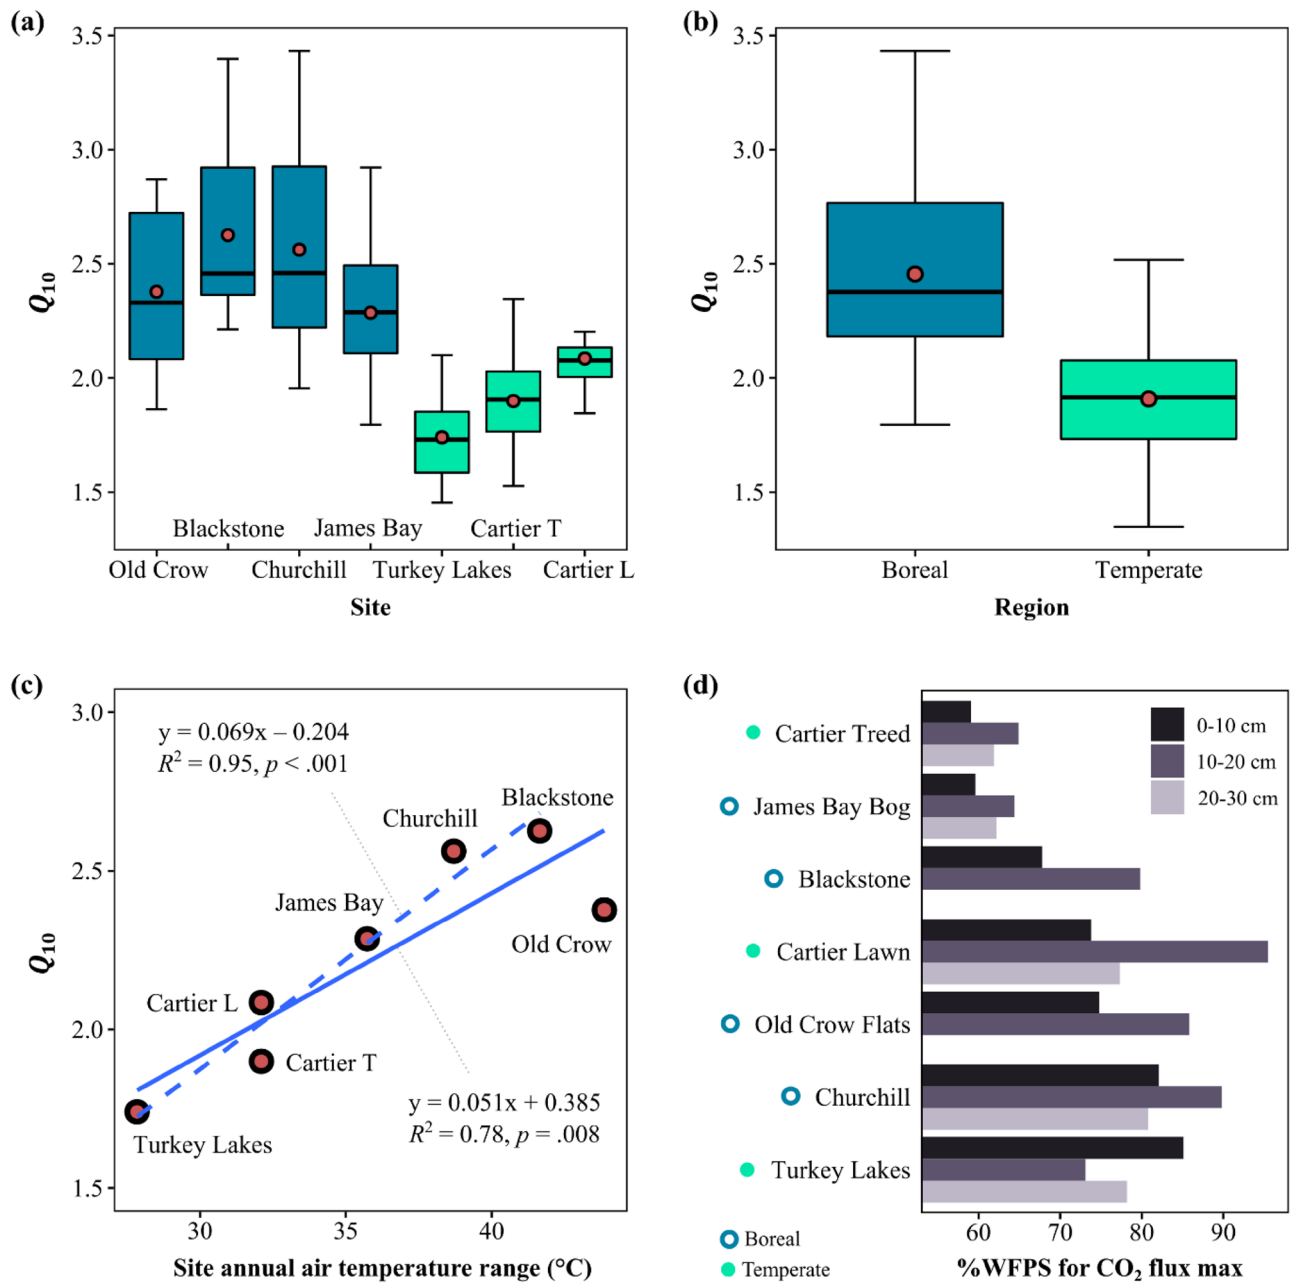 (a)
3.5
3.0
2.5
2.0
1.5
Q10
Blackstone James Bay Cartier T
Old Crow Churchill Turkey Lakes Cartier L
Site
(b)
3.5
3.0
2.5
2.0
1.5
Q10
Boreal Temperate
Region
(c)
3.0
2.5
2.0
1.5
Q10
y = 0.069x – 0.204
R² = 0.95, p < .001
Blackstone
Churchill
James Bay
Old Crow
Cartier L
Cartier T
y = 0.051x + 0.385
R² = 0.78, p = .008
Turkey Lakes
30 35 40
Site annual air temperature range (°C)
(d)
0-10 cm
10-20 cm
20-30 cm
Cartier Treed
James Bay Bog
Blackstone
Cartier Lawn
Old Crow Flats
Churchill
Turkey Lakes
60 70 80 90
Boreal
Temperate
%WFPS for CO₂ flux max